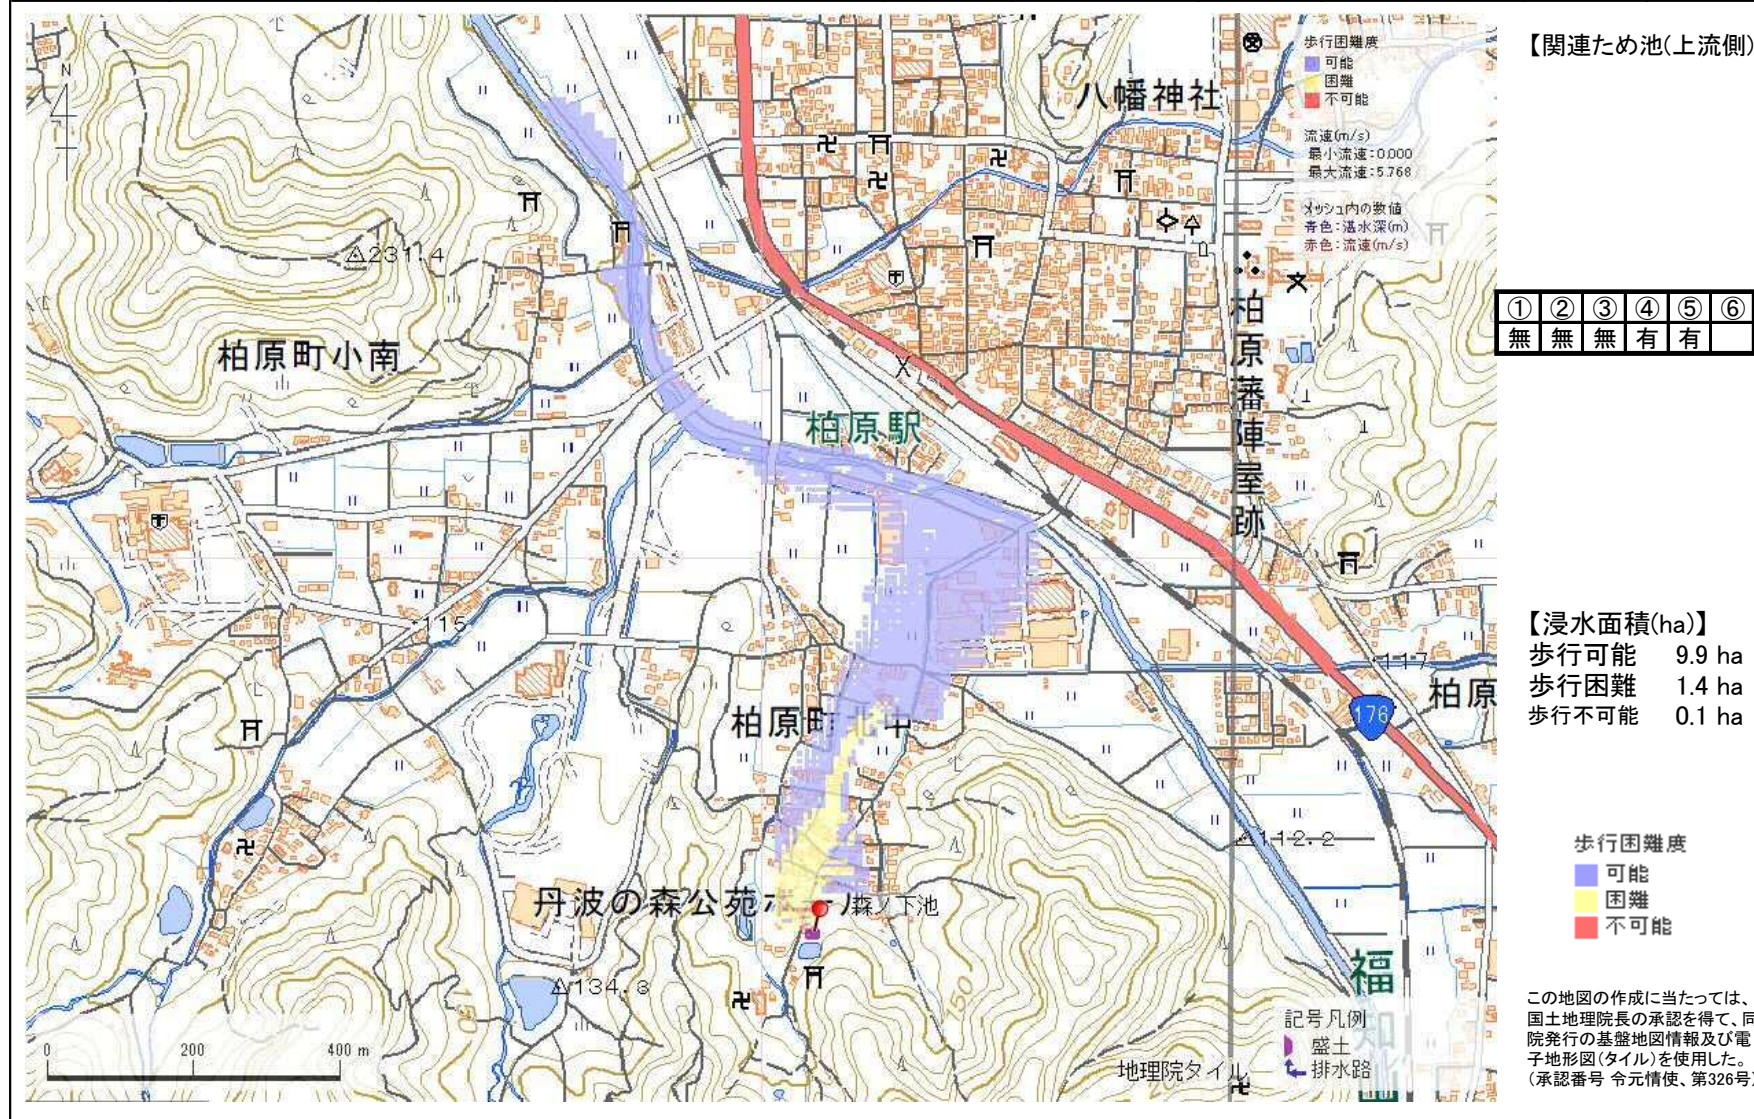 【関連ため池(上流側)
歩行困難度
可能
困難
不可能
流速(m/s)
最小流速:0.000
最大流速:5.768
メッシュ内の数値
青色:湛水深(m)
赤色:流速(m/s)
N
八幡神社
231.4
柏原町小南
柏原駅
柏原藩陣屋跡
① ② ③ ④ ⑤ ⑥
無 無 無 有 有
115
117
176
柏原
柏原町北中
112.2
丹波の森公苑ホール
森ノ下池
134.3
150
150
福知山
【浸水面積(ha)】
歩行可能 9.9 ha
歩行困難 1.4 ha
歩行不可能 0.1 ha
歩行困難度
可能
困難
不可能
0 200 400 m
地理院タイル
記号凡例
盛土
排水路
この地図の作成に当たっては、
国土地理院長の承認を得て、同
院発行の基盤地図情報及び電
子地形図(タイル)を使用した。
(承認番号 令元情使、第326号)